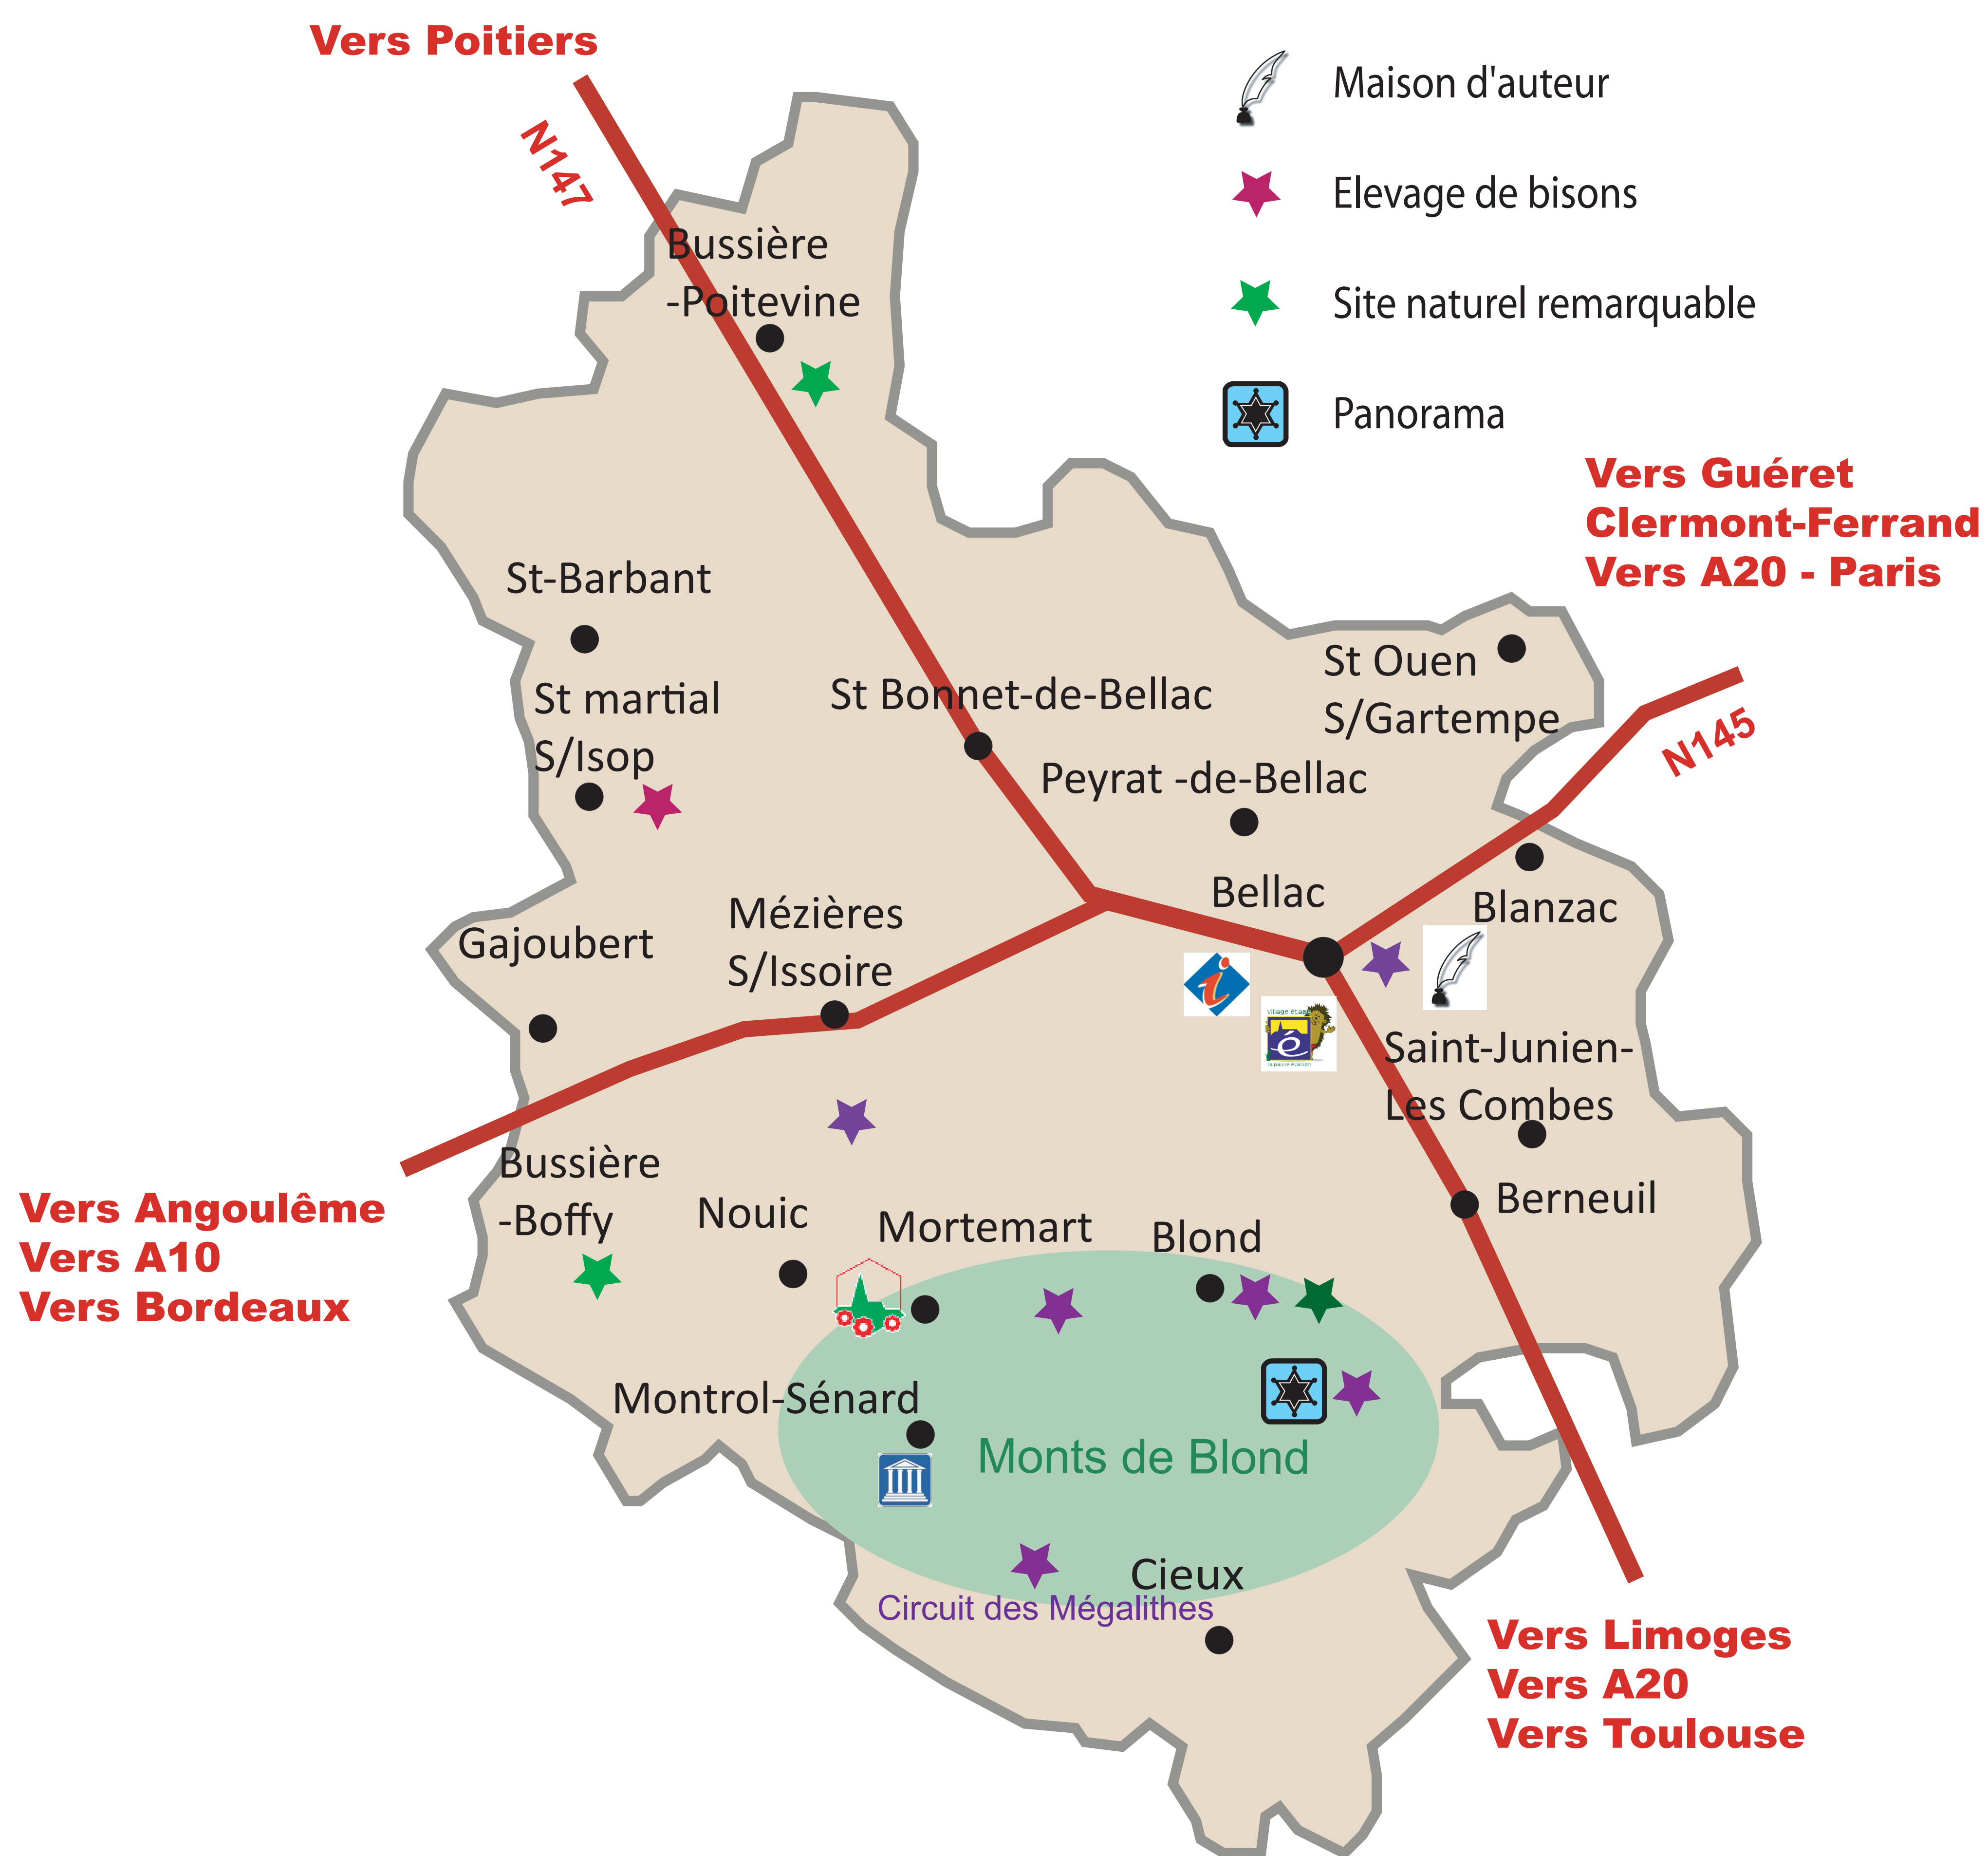 Vers Poitiers
N147
Maison d'auteur
Elevage de bisons
Site naturel remarquable
Panorama
Bussière
-Poitevine
Vers Guéret
Clermont-Ferrand
Vers A20 - Paris
St-Barbant
St martial
S/Isop
St Bonnet-de-Bellac
St Ouen
S/Gartempe
N145
Peyrat -de-Bellac
Bellac
Blanzac
Mézières
S/Issoire
Gajoubert
i
village étape
é
Saint-Junien-
Les Combes
Bussière
-Boffy
Nouic
Mortemart
Blond
Berneuil
Vers Angoulême
Vers A10
Vers Bordeaux
Montrol-Sénard
Monts de Blond
Cieux
Circuit des Mégalithes
Vers Limoges
Vers A20
Vers Toulouse